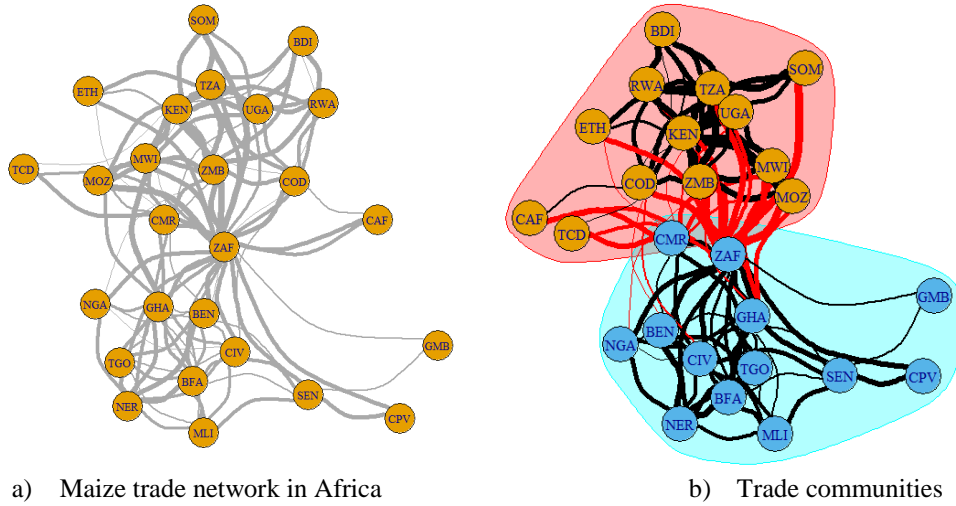 SOM
BDI
ETH
TZA
KEN
UGA
RWA
TCD
MOZ
MWI
ZMB
COD
CMR
CAF
ZAF
NGA
GHA
BEN
GMB
TGO
CIV
BFA
NER
SEN
MLI
CPV
a) Maize trade network in Africa
BDI
SOM
RWA
TZA
UGA
ETH
KEN
MWI
COD
ZMB
MOZ
CAF
TCD
CMR
ZAF
GMB
GHA
BEN
NGA
CIV
TGO
SEN
CPV
BFA
NER
MLI
b) Trade communities